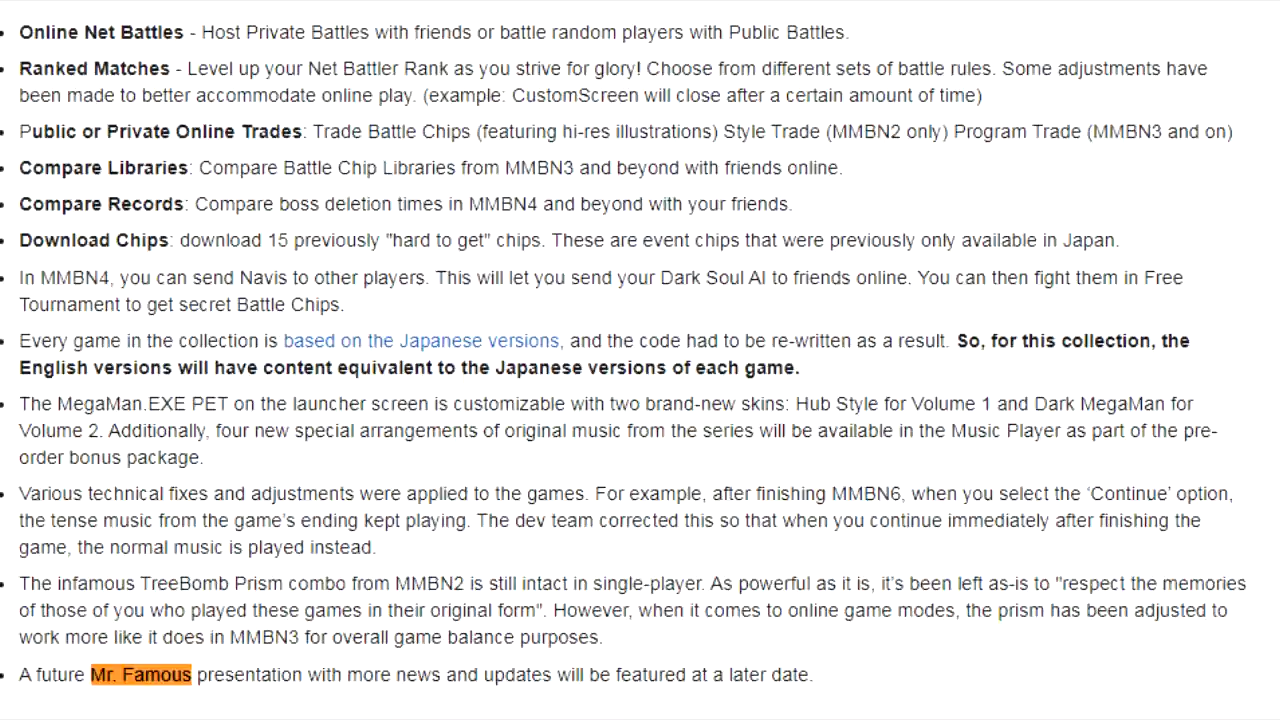 • Online Net Battles - Host Private Battles with friends or battle random players with Public Battles.
• Ranked Matches - Level up your Net Battler Rank as you strive for glory! Choose from different sets of battle rules. Some adjustments have
been made to better accommodate online play. (example: CustomScreen will close after a certain amount of time)
• Public or Private Online Trades: Trade Battle Chips (featuring hi-res illustrations) Style Trade (MMBN2 only) Program Trade (MMBN3 and on)
• Compare Libraries: Compare Battle Chip Libraries from MMBN3 and beyond with friends online.
• Compare Records: Compare boss deletion times in MMBN4 and beyond with your friends.
• Download Chips: download 15 previously "hard to get" chips. These are event chips that were previously only available in Japan.
• In MMBN4, you can send Navis to other players. This will let you send your Dark Soul AI to friends online. You can then fight them in Free
Tournament to get secret Battle Chips.
• Every game in the collection is based on the Japanese versions, and the code had to be re-written as a result. So, for this collection, the
English versions will have content equivalent to the Japanese versions of each game.
• The MegaMan.EXE PET on the launcher screen is customizable with two brand-new skins: Hub Style for Volume 1 and Dark MegaMan for
Volume 2. Additionally, four new special arrangements of original music from the series will be available in the Music Player as part of the pre-
order bonus package.
• Various technical fixes and adjustments were applied to the games. For example, after finishing MMBN6, when you select the ‘Continue’ option,
the tense music from the game’s ending kept playing. The dev team corrected this so that when you continue immediately after finishing the
game, the normal music is played instead.
• The infamous TreeBomb Prism combo from MMBN2 is still intact in single-player. As powerful as it is, it’s been left as-is to "respect the memories
of those of you who played these games in their original form". However, when it comes to online game modes, the prism has been adjusted to
work more like it does in MMBN3 for overall game balance purposes.
• A future Mr. Famous presentation with more news and updates will be featured at a later date.